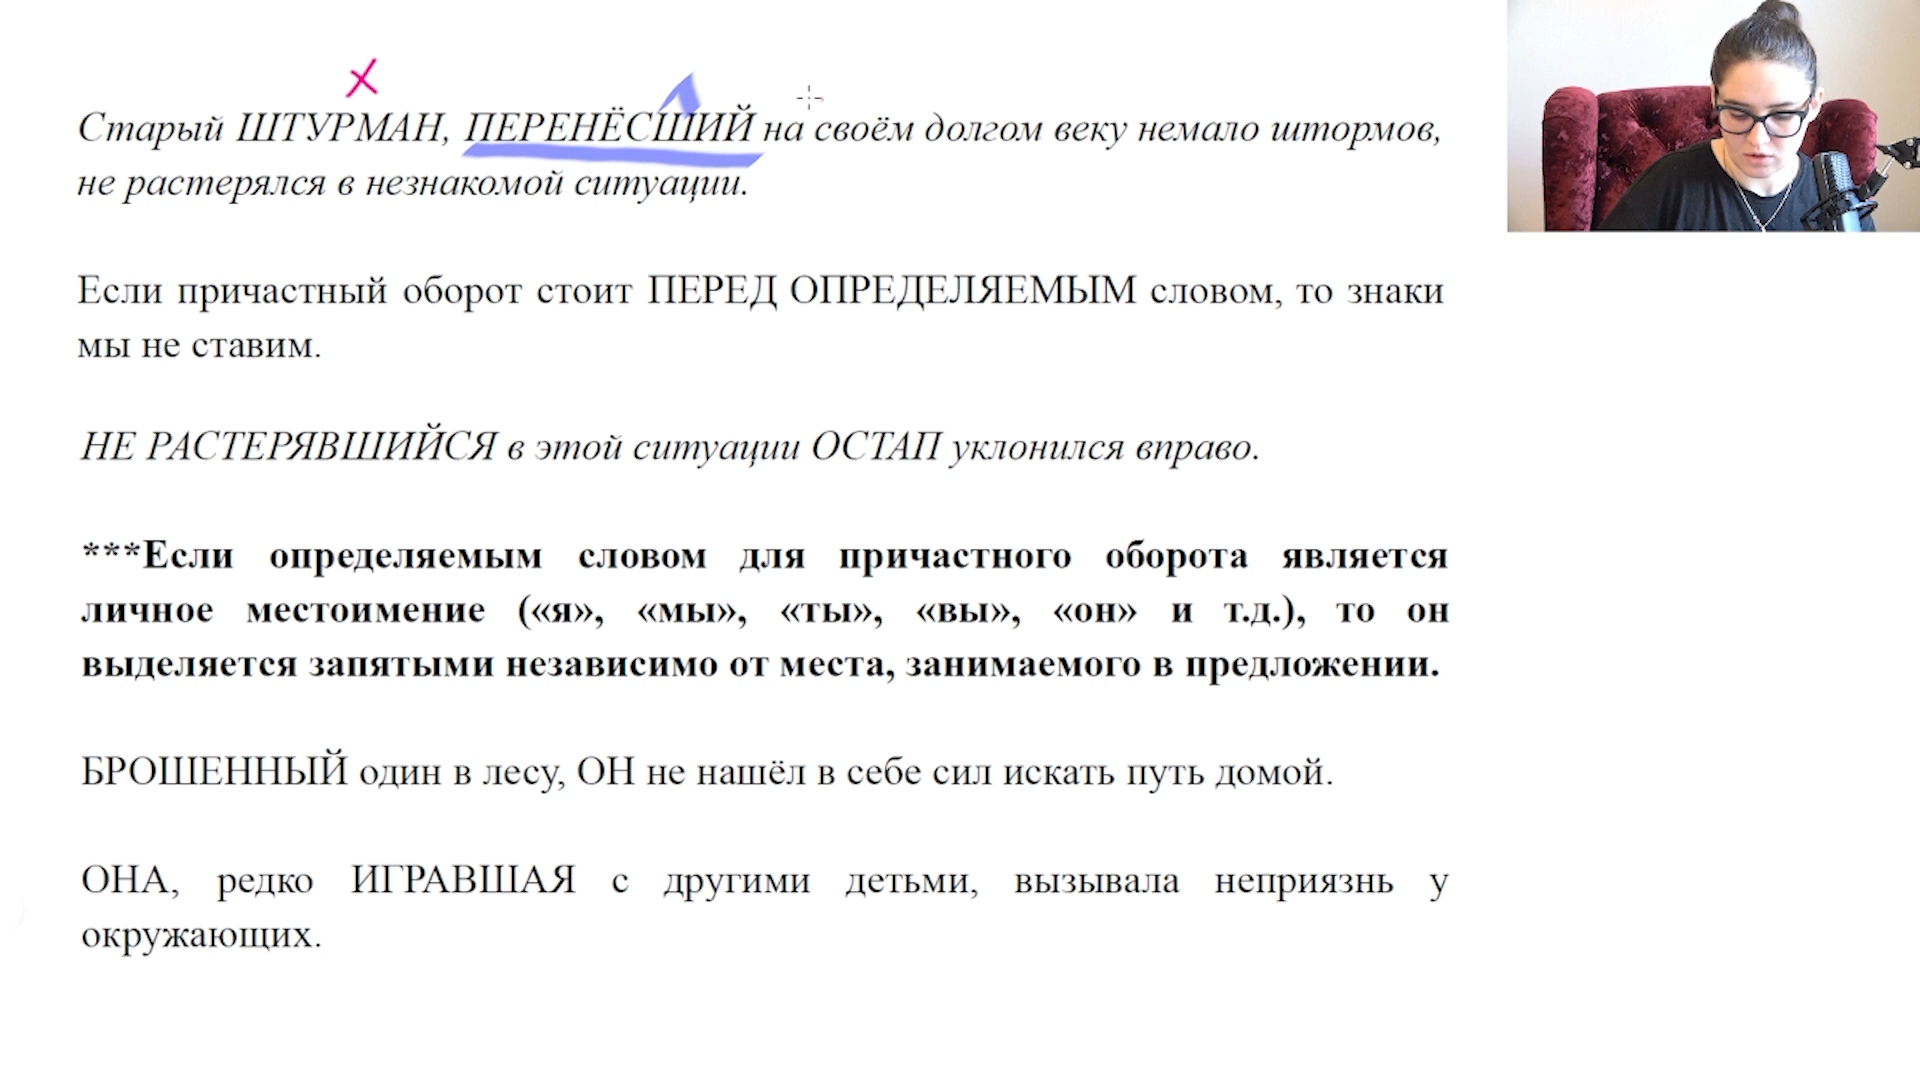 Старый ШТУРМАН, ПЕРЕНЁСШИЙ на своём долгом веку немало штормов,
не растерялся в незнакомой ситуации.
Если причастный оборот стоит ПЕРЕД ОПРЕДЕЛЯЕМЫМ словом, то знаки
мы не ставим.
НЕ РАСТЕРЯВШИЙСЯ в этой ситуации ОСТАП уклонился вправо.
***Если определяемым словом для причастного оборота является
личное местоимение («я», «мы», «ты», «вы», «он» и т.д.), то он
выделяется запятыми независимо от места, занимаемого в предложении.
БРОШЕННЫЙ один в лесу, ОН не нашёл в себе сил искать путь домой.
ОНА, редко ИГРАВШАЯ с другими детьми, вызывала неприязнь у
окружающих.